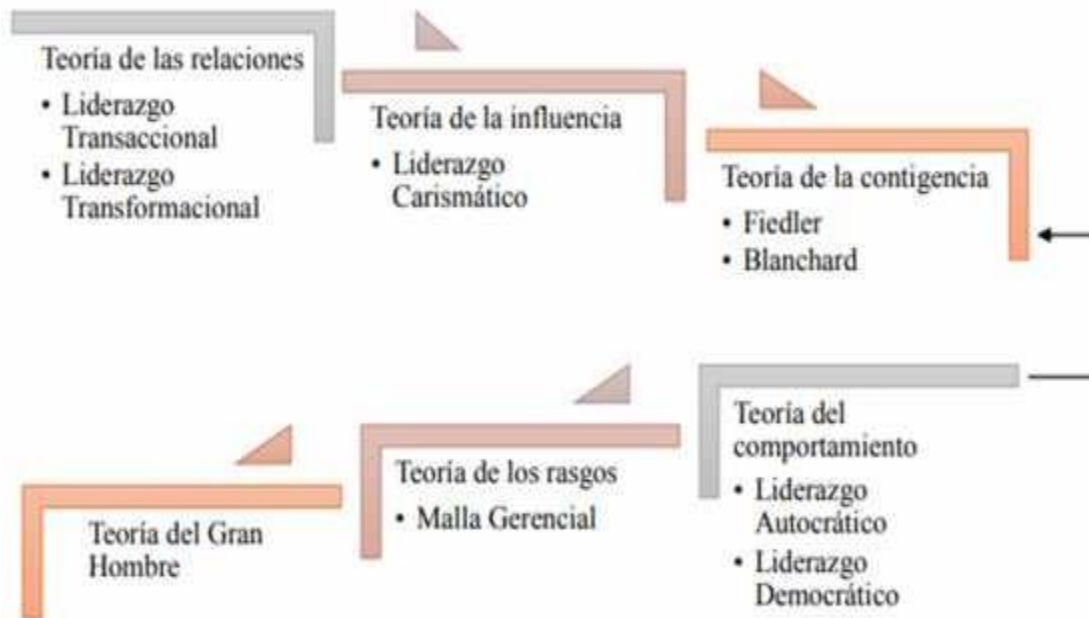 Teoría de las relaciones
• Liderazgo
Transaccional
• Liderazgo
Transformacional
Teoría de la influencia
• Liderazgo
Carismático
Teoría de la contigencia
• Fiedler
• Blanchard
Teoría del Gran
Hombre
Teoría de los rasgos
• Malla Gerencial
Teoría del
comportamiento
• Liderazgo
Autocrático
• Liderazgo
Democrático